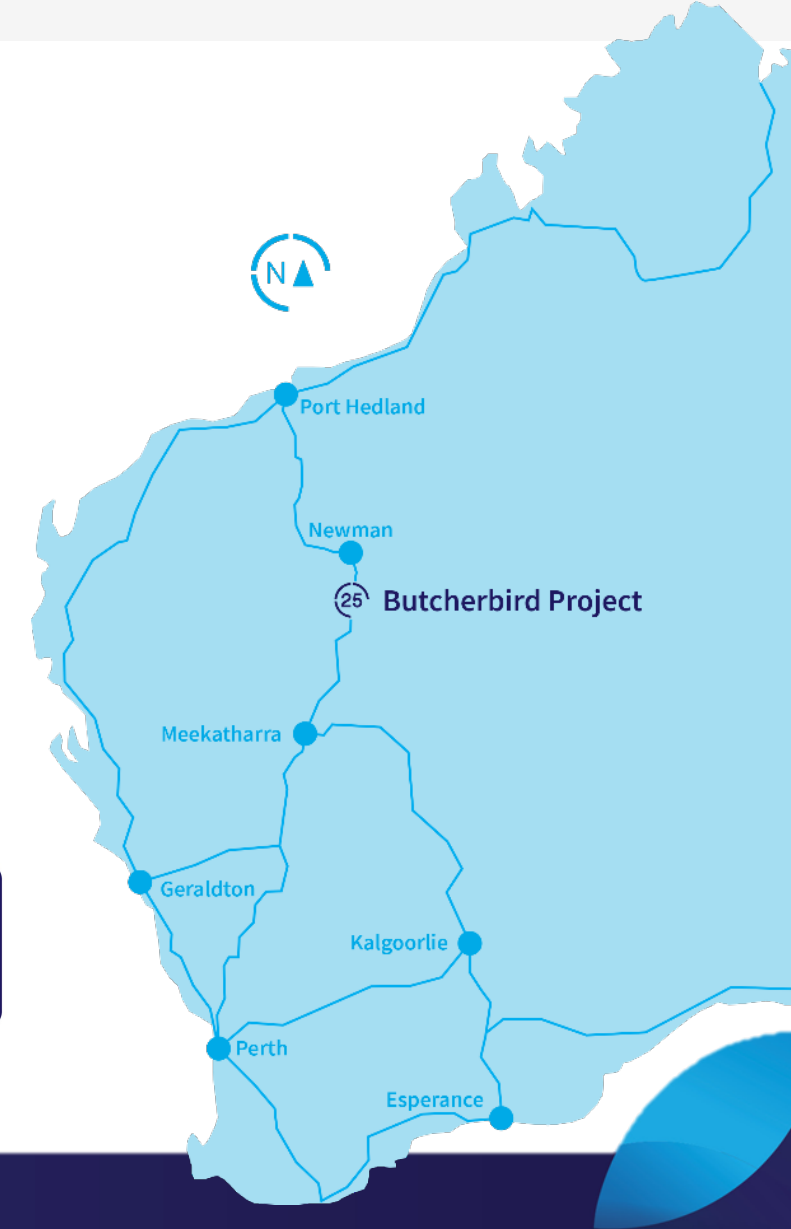 N
Port Hedland
Newman
25 Butcherbird Project
Meekatharra
Geraldton
Kalgoorlie
Perth
Esperance